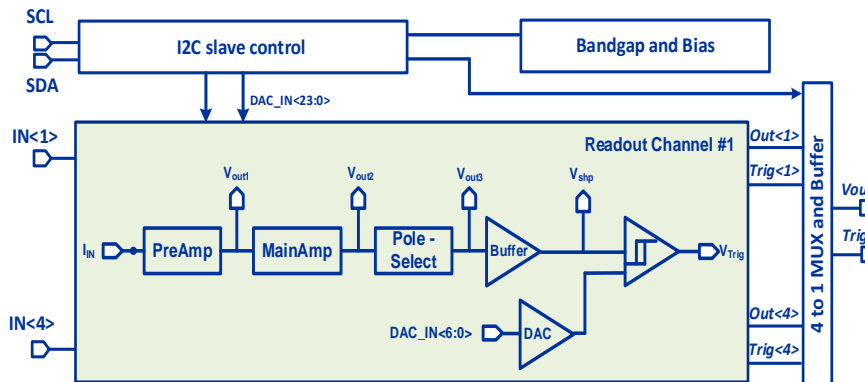 SCL
SDA
I2C slave control
Bandgap and Bias
DAC_IN<23:0>
IN<1>
Readout Channel #1
Out<1>
Trig<1>
Vout1
Vout2
Vout3
Vshp
IIN
PreAmp
MainAmp
Pole -
Select
Buffer
VTrig
4 to 1 MUX and Buffer
Trig
IN<4>
DAC_IN<6:0>
DAC
Out<4>
Trig<4>